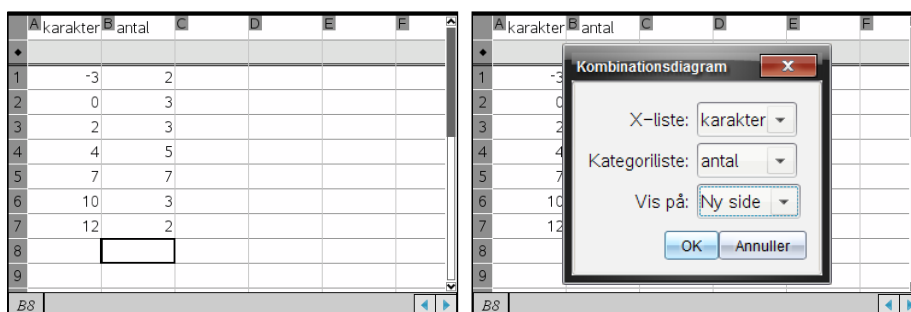 A karakter B antal C D E F
◆
1 -3 2
2 0 3
3 2 3
4 4 5
5 7 7
6 10 3
7 12 2
8
9
B8
A karakter B antal C D E F
◆
1 -3
2 0
3 2
4 4
5 7
6 10
7 12
8
9
B8
Kombinationsdiagram X
X-liste: karakter
Kategoriliste: antal
Vis på: Ny side
OK Annuller